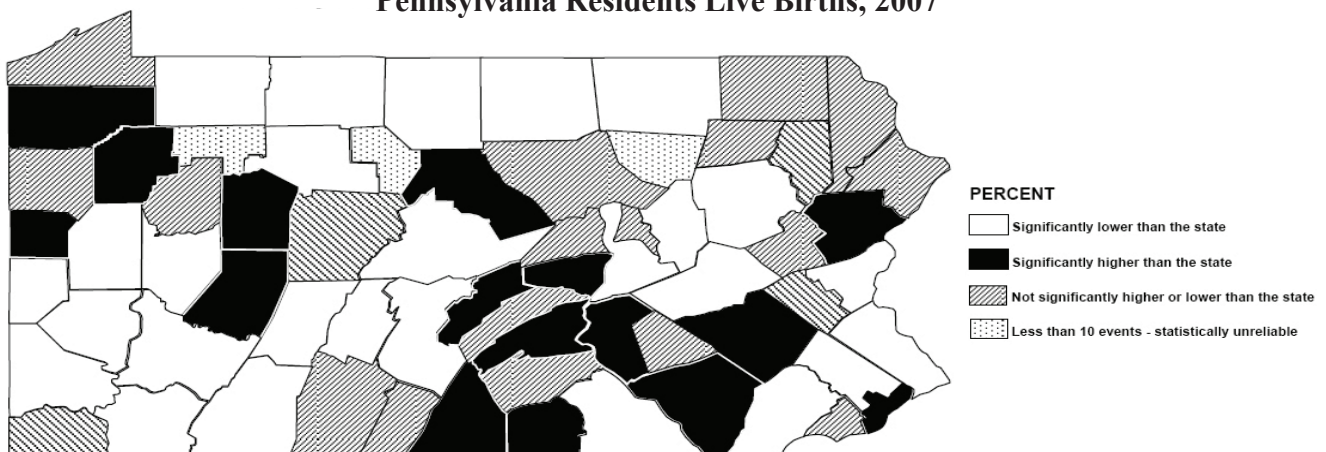 Pennsylvania Residents Live Births, 2007
PERCENT
Significantly lower than the state
Significantly higher than the state
Not significantly higher or lower than the state
Less than 10 events - statistically unreliable